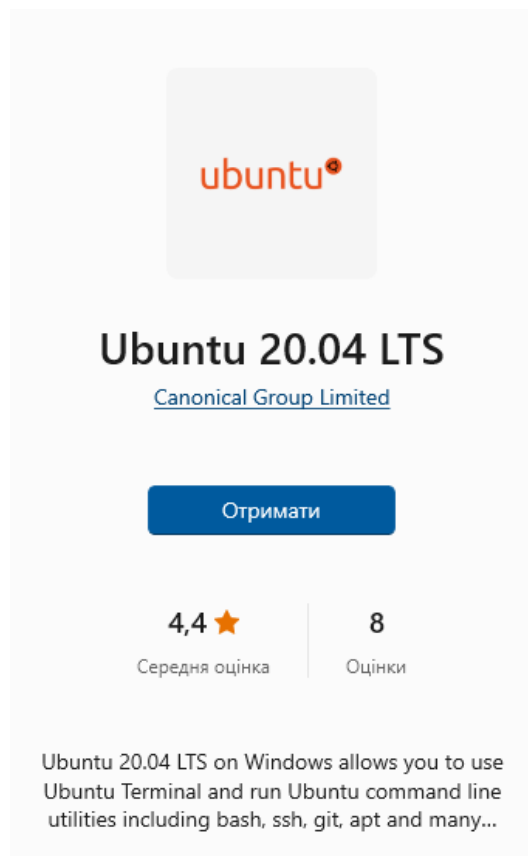 ubuntu
Ubuntu 20.04 LTS
Canonical Group Limited
Отримати
4,4
8
Середня оцінка
Оцінки
Ubuntu 20.04 LTS on Windows allows you to use
Ubuntu Terminal and run Ubuntu command line
utilities including bash, ssh, git, apt and many...